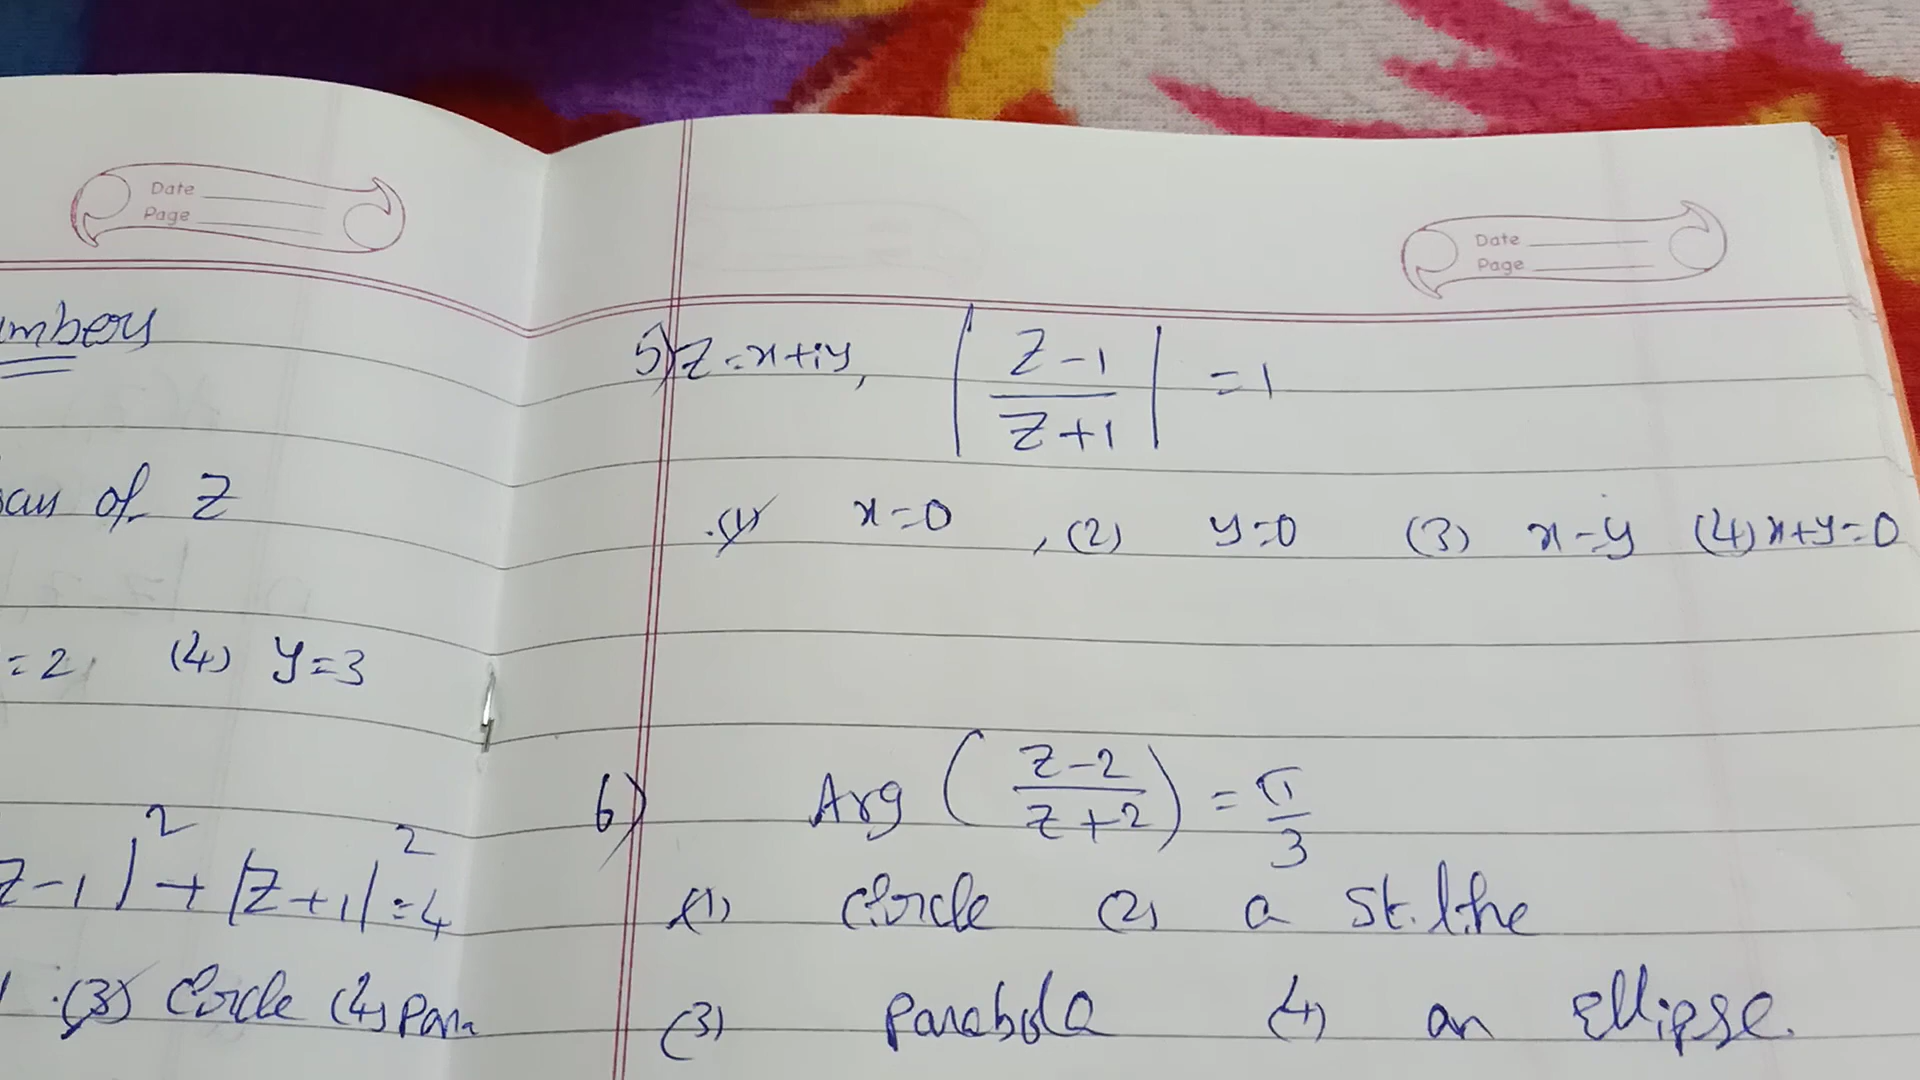 Date
Page
Date
Page
of Z
= 2, (4) y=3
z-1|² + |z+1|² = 4
(3) Circle (4) Para
5) z = x+iy, | z-1 / z+1 | = 1
(1) x=0, (2) y=0 (3) x=y (4) x+y=0
6) Arg ( z-2 / z+2 ) = π/3
(1) Circle (2) a St. line
(3) parabola (4) an Ellipse.